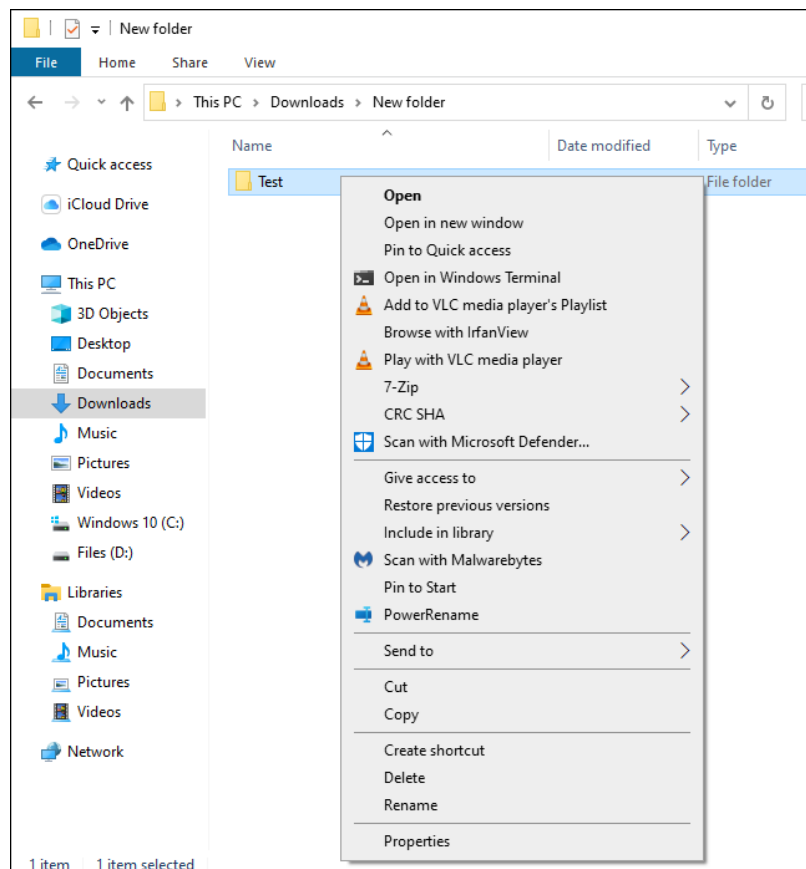 New folder
File Home Share View
This PC > Downloads > New folder
Name Date modified Type
Quick access
iCloud Drive
OneDrive
This PC
3D Objects
Desktop
Documents
Downloads
Music
Pictures
Videos
Windows 10 (C:)
Files (D:)
Libraries
Documents
Music
Pictures
Videos
Network
Test File folder
Open
Open in new window
Pin to Quick access
Open in Windows Terminal
Add to VLC media player's Playlist
Browse with IrfanView
Play with VLC media player
7-Zip
CRC SHA
Scan with Microsoft Defender...
Give access to
Restore previous versions
Include in library
Scan with Malwarebytes
Pin to Start
PowerRename
Send to
Cut
Copy
Create shortcut
Delete
Rename
Properties
1 item 1 item selected